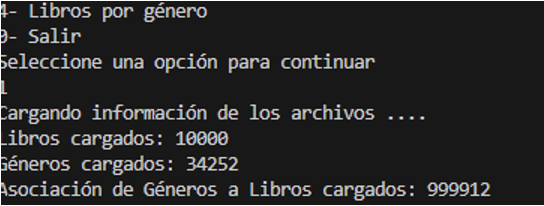 4- Libros por género
0- Salir
Seleccione una opción para continuar
1
Cargando información de los archivos ....
Libros cargados: 10000
Géneros cargados: 34252
Asociación de Géneros a Libros cargados: 999912